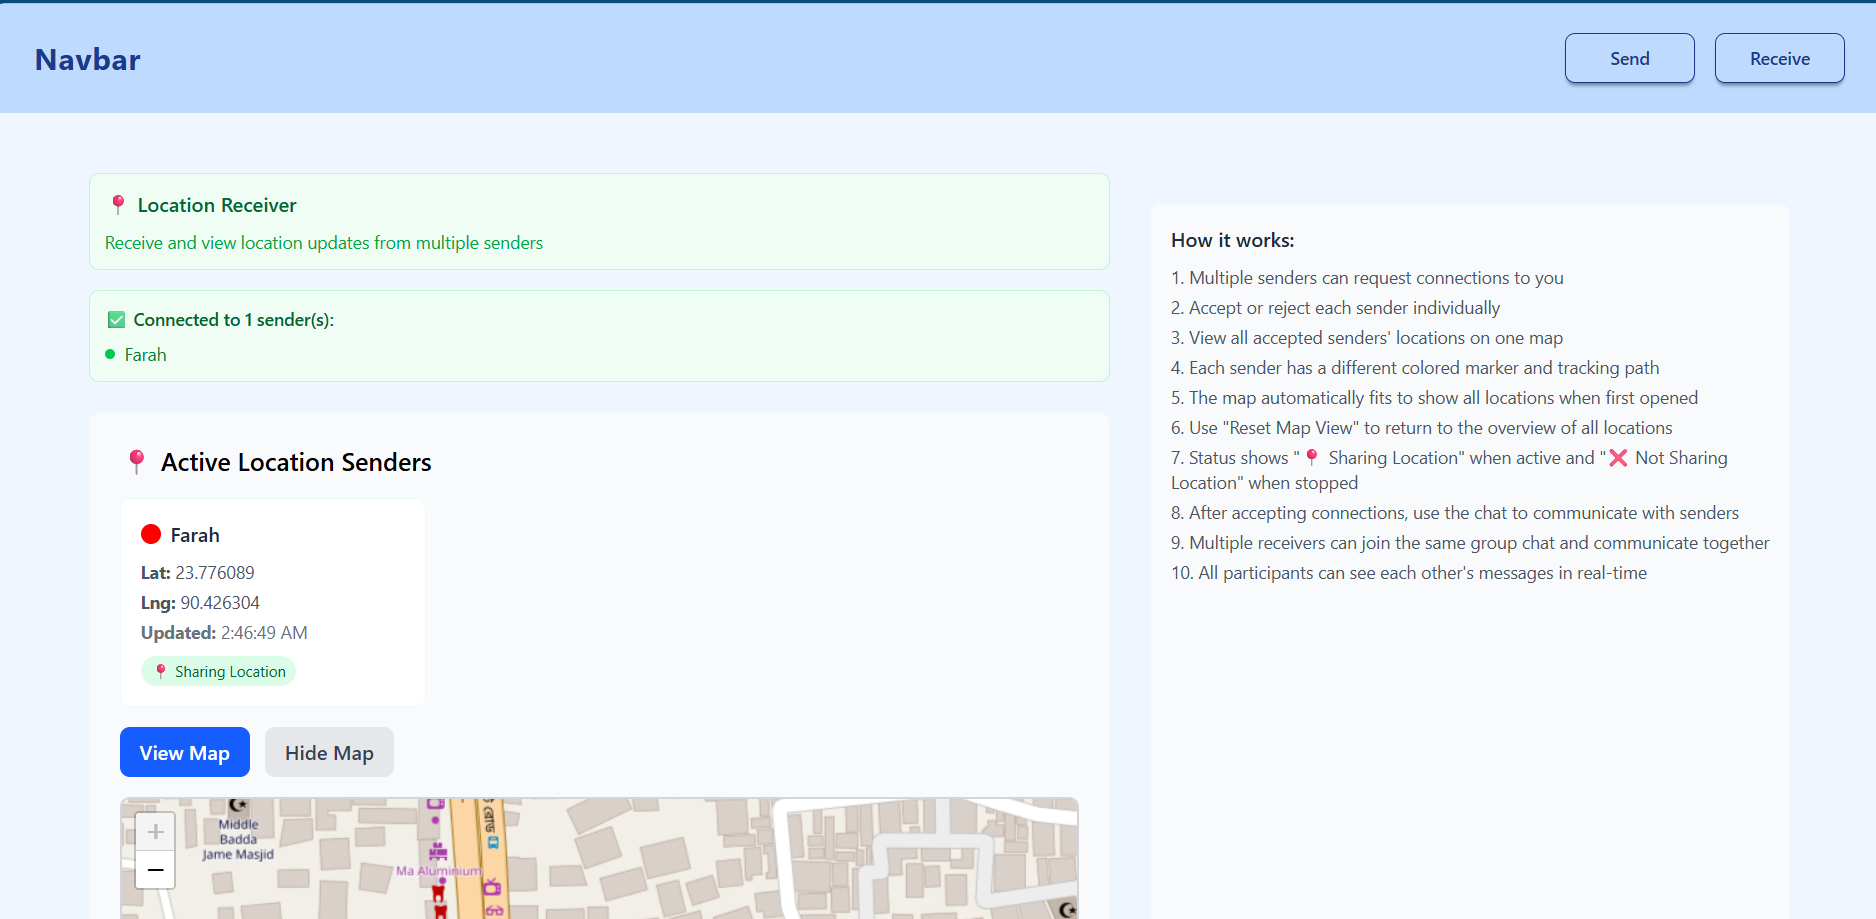 Navbar
Send
Receive
📍 Location Receiver
Receive and view location updates from multiple senders
✅ Connected to 1 sender(s):
Farah
📍 Active Location Senders
Farah
Lat: 23.776089
Lng: 90.426304
Updated: 2:46:49 AM
📍 Sharing Location
View Map
Hide Map
+
−
Middle
Badda
Jame Masjid
Ma Aluminium
How it works:
1. Multiple senders can request connections to you
2. Accept or reject each sender individually
3. View all accepted senders' locations on one map
4. Each sender has a different colored marker and tracking path
5. The map automatically fits to show all locations when first opened
6. Use "Reset Map View" to return to the overview of all locations
7. Status shows "📍 Sharing Location" when active and "❌ Not Sharing
Location" when stopped
8. After accepting connections, use the chat to communicate with senders
9. Multiple receivers can join the same group chat and communicate together
10. All participants can see each other's messages in real-time